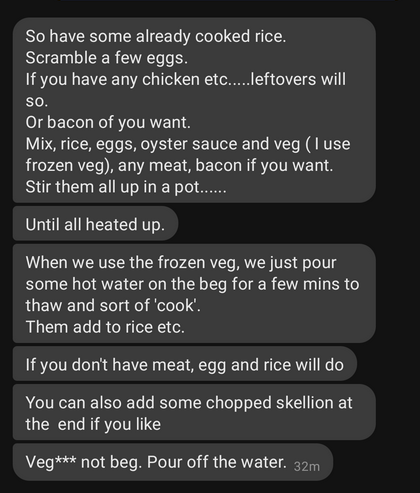 So have some already cooked rice.
Scramble a few eggs.
If you have any chicken etc.....leftovers will
so.
Or bacon of you want.
Mix, rice, eggs, oyster sauce and veg ( I use
frozen veg), any meat, bacon if you want.
Stir them all up in a pot......
Until all heated up.
When we use the frozen veg, we just pour
some hot water on the beg for a few mins to
thaw and sort of 'cook'.
Them add to rice etc.
If you don't have meat, egg and rice will do
You can also add some chopped skellion at
the  end if you like
Veg*** not beg. Pour off the water. 32m